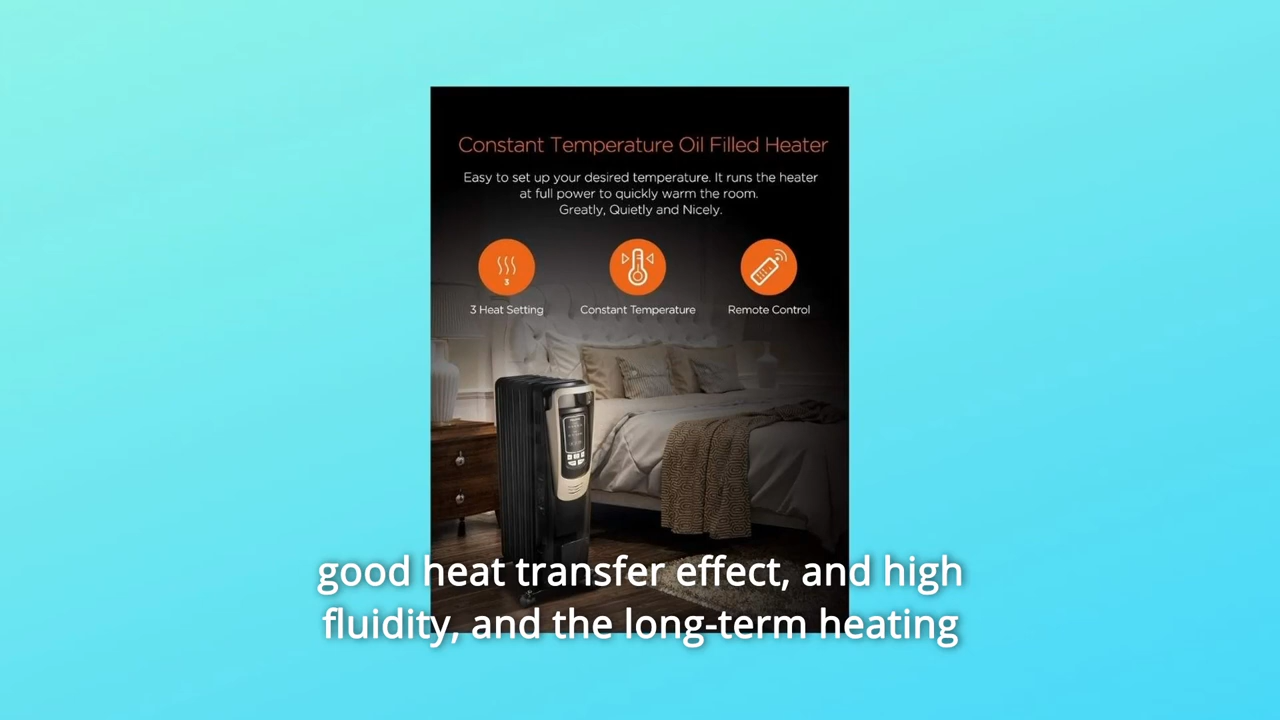 Constant Temperature Oil Filled Heater
Easy to set up your desired temperature. It runs the heater
at full power to quickly warm the room.
Greatly, Quietly and Nicely.
3
3 Heat Setting
Constant Temperature
Remote Control
good heat transfer effect, and high
fluidity, and the long-term heating